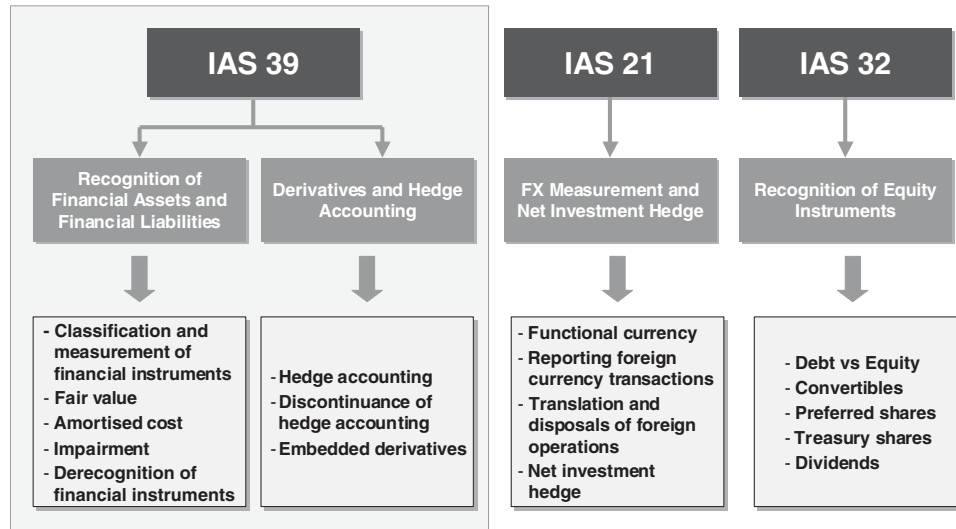 IAS 39
IAS 21
IAS 32
Recognition of
Financial Assets and
Financial Liabilities
Derivatives and Hedge
Accounting
FX Measurement and
Net Investment Hedge
Recognition of Equity
Instruments
- Classification and
measurement of
financial instruments
- Fair value
- Amortised cost
- Impairment
- Derecognition of
financial instruments
- Hedge accounting
- Discontinuance of
hedge accounting
- Embedded derivatives
- Functional currency
- Reporting foreign
currency transactions
- Translation and
disposals of foreign
operations
- Net investment
hedge
- Debt vs Equity
- Convertibles
- Preferred shares
- Treasury shares
- Dividends